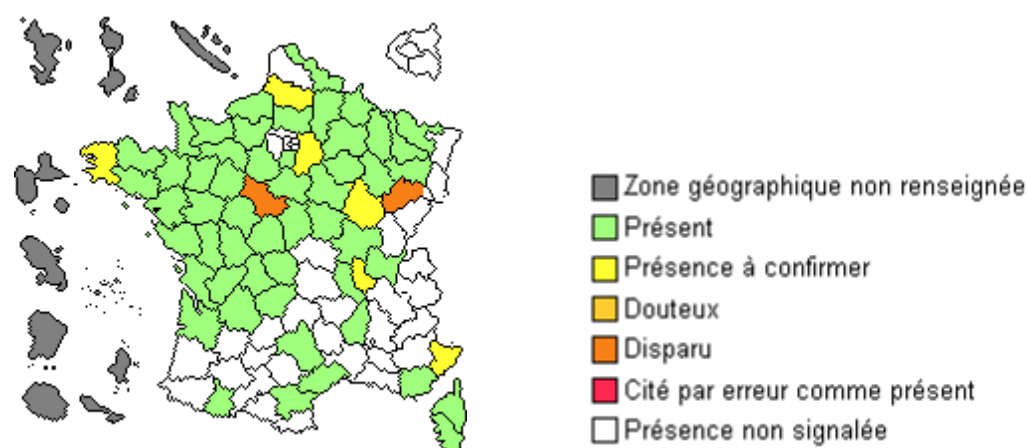 Zone géographique non renseignée
Présent
Présence à confirmer
Douteux
Disparu
Cité par erreur comme présent
Présence non signalée